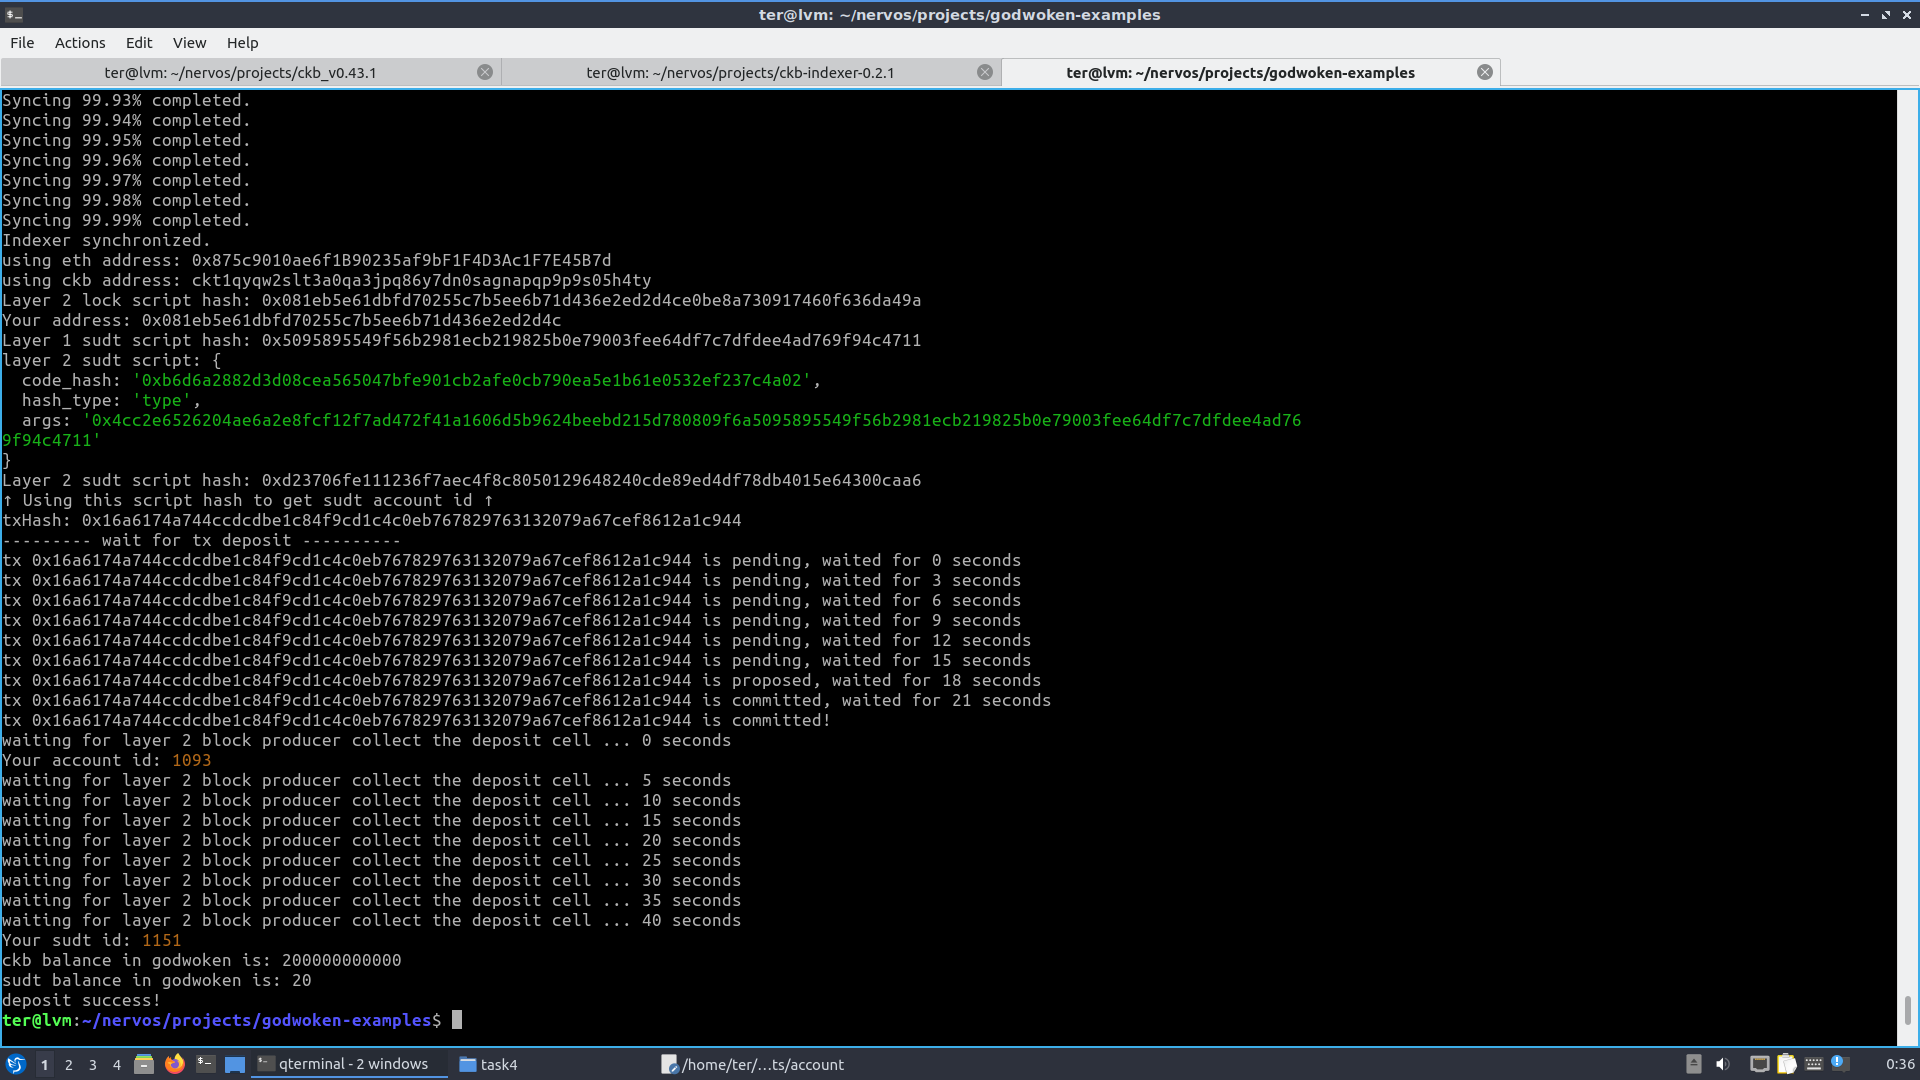 ter@lvm: ~/nervos/projects/godwoken-examples
File Actions Edit View Help
ter@lvm: ~/nervos/projects/ckb_v0.43.1
ter@lvm: ~/nervos/projects/ckb-indexer-0.2.1
ter@lvm: ~/nervos/projects/godwoken-examples
Syncing 99.93% completed.
Syncing 99.94% completed.
Syncing 99.95% completed.
Syncing 99.96% completed.
Syncing 99.97% completed.
Syncing 99.98% completed.
Syncing 99.99% completed.
Indexer synchronized.
using eth address: 0x875c9010ae6f1B90235af9bF1F4D3Ac1F7E45B7d
using ckb address: ckt1qyqw2slt3a0qa3jpq86y7dn0sagnapqp9p9s05h4ty
Layer 2 lock script hash: 0x081eb5e61dbfd70255c7b5ee6b71d436e2ed2d4ce0be8a730917460f636da49a
Your address: 0x081eb5e61dbfd70255c7b5ee6b71d436e2ed2d4c
Layer 1 sudt script hash: 0x5095895549f56b2981ecb219825b0e79003fee64df7c7dfdee4ad769f94c4711
layer 2 sudt script: {
  code_hash: '0xb6d6a2882d3d08cea565047bfe901cb2afe0cb790ea5e1b61e0532ef237c4a02',
  hash_type: 'type',
  args: '0x4cc2e6526204ae6a2e8fcf12f7ad472f41a1606d5b9624beebd215d780809f6a5095895549f56b2981ecb219825b0e79003fee64df7c7dfdee4ad76
9f94c4711'
}
Layer 2 sudt script hash: 0xd23706fe111236f7aec4f8c8050129648240cde89ed4df78db4015e64300caa6
↑ Using this script hash to get sudt account id ↑
txHash: 0x16a6174a744ccdcdbe1c84f9cd1c4c0eb767829763132079a67cef8612a1c944
--------- wait for tx deposit ----------
tx 0x16a6174a744ccdcdbe1c84f9cd1c4c0eb767829763132079a67cef8612a1c944 is pending, waited for 0 seconds
tx 0x16a6174a744ccdcdbe1c84f9cd1c4c0eb767829763132079a67cef8612a1c944 is pending, waited for 3 seconds
tx 0x16a6174a744ccdcdbe1c84f9cd1c4c0eb767829763132079a67cef8612a1c944 is pending, waited for 6 seconds
tx 0x16a6174a744ccdcdbe1c84f9cd1c4c0eb767829763132079a67cef8612a1c944 is pending, waited for 9 seconds
tx 0x16a6174a744ccdcdbe1c84f9cd1c4c0eb767829763132079a67cef8612a1c944 is pending, waited for 12 seconds
tx 0x16a6174a744ccdcdbe1c84f9cd1c4c0eb767829763132079a67cef8612a1c944 is pending, waited for 15 seconds
tx 0x16a6174a744ccdcdbe1c84f9cd1c4c0eb767829763132079a67cef8612a1c944 is proposed, waited for 18 seconds
tx 0x16a6174a744ccdcdbe1c84f9cd1c4c0eb767829763132079a67cef8612a1c944 is committed, waited for 21 seconds
tx 0x16a6174a744ccdcdbe1c84f9cd1c4c0eb767829763132079a67cef8612a1c944 is committed!
waiting for layer 2 block producer collect the deposit cell ... 0 seconds
Your account id: 1093
waiting for layer 2 block producer collect the deposit cell ... 5 seconds
waiting for layer 2 block producer collect the deposit cell ... 10 seconds
waiting for layer 2 block producer collect the deposit cell ... 15 seconds
waiting for layer 2 block producer collect the deposit cell ... 20 seconds
waiting for layer 2 block producer collect the deposit cell ... 25 seconds
waiting for layer 2 block producer collect the deposit cell ... 30 seconds
waiting for layer 2 block producer collect the deposit cell ... 35 seconds
waiting for layer 2 block producer collect the deposit cell ... 40 seconds
Your sudt id: 1151
ckb balance in godwoken is: 200000000000
sudt balance in godwoken is: 20
deposit success!
ter@lvm:~/nervos/projects/godwoken-examples$
1 2 3 4 qterminal - 2 windows task4 /home/ter/...ts/account 0:36